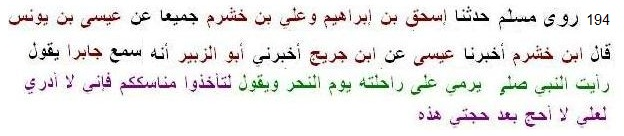 194 روى مسلم حدثنا إسحق بن إبراهيم وعلي بن خشرم جميعا عن عيسى بن يونس
قال ابن خشرم أخبرنا عيسى عن ابن جريج أخبرني أبو الزبير أنه سمع جابرا يقول
رأيت النبي صلى يرمي على راحلته يوم النحر ويقول لتأخذوا مناسككم فإني لا أدري
لعلي لا أحج بعد حجتي هذه